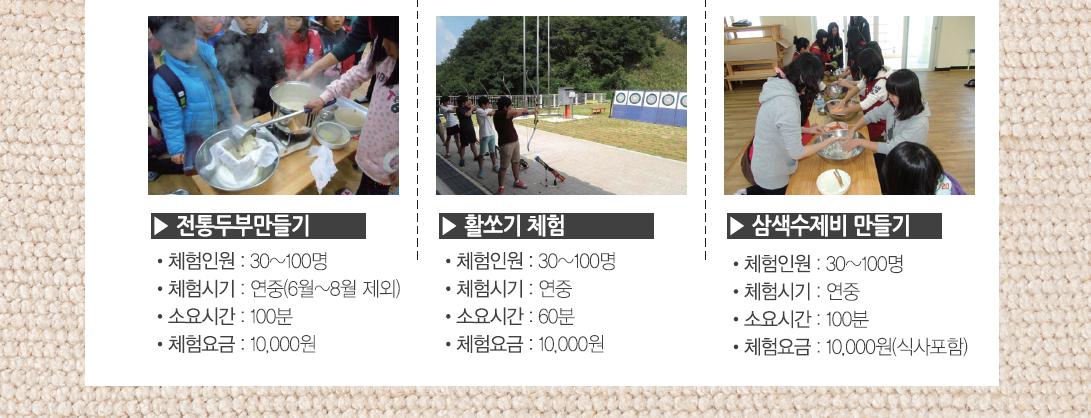 ▶ 전통두부만들기
• 체험인원 : 30~100명
• 체험시기 : 연중(6월~8월 제외)
• 소요시간 : 100분
• 체험요금 : 10,000원
▶ 활쏘기 체험
• 체험인원 : 30~100명
• 체험시기 : 연중
• 소요시간 : 60분
• 체험요금 : 10,000원
▶ 삼색수제비 만들기
• 체험인원 : 30~100명
• 체험시기 : 연중
• 소요시간 : 100분
• 체험요금 : 10,000원(식사포함)